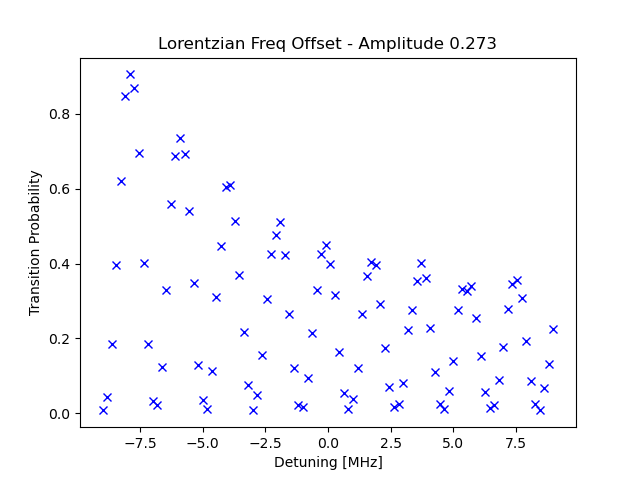 Lorentzian Freq Offset - Amplitude 0.273
Transition Probability
0.8
0.6
0.4
0.2
0.0
−7.5 −5.0 −2.5 0.0 2.5 5.0 7.5
Detuning [MHz]